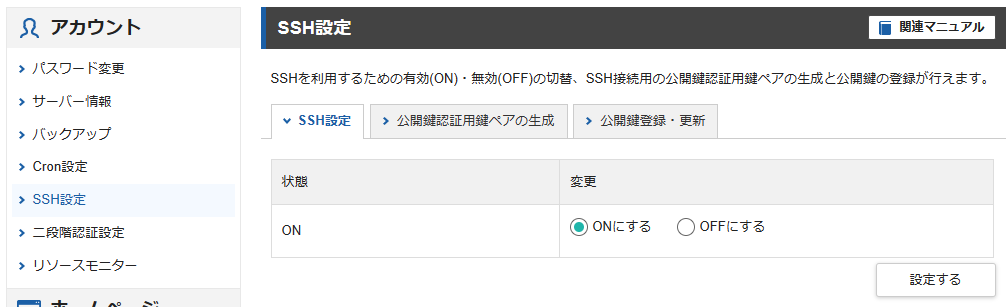 アカウント
パスワード変更
サーバー情報
バックアップ
Cron設定
SSH設定
二段階認証設定
リソースモニター
SSH設定
関連マニュアル
SSHを利用するための有効(ON)・無効(OFF)の切替、SSH接続用の公開鍵認証用鍵ペアの生成と公開鍵の登録が行えます。
SSH設定
公開鍵認証用鍵ペアの生成
公開鍵登録・更新
状態
変更
ON
ONにする
OFFにする
設定する